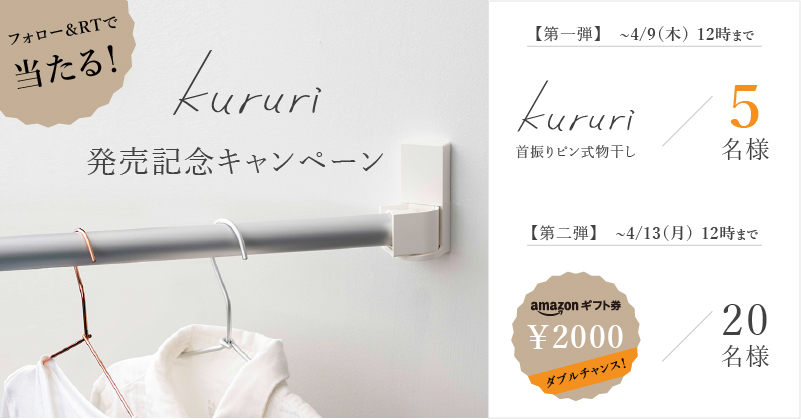 フォロー&RTで
当たる!
kururi
発売記念キャンペーン
【第一弾】 ~4/9(木) 12時まで
kururi
首振りピン式物干し
5
名様
【第二弾】 ~4/13(月) 12時まで
amazon ギフト券
¥2000
ダブルチャンス!
20
名様